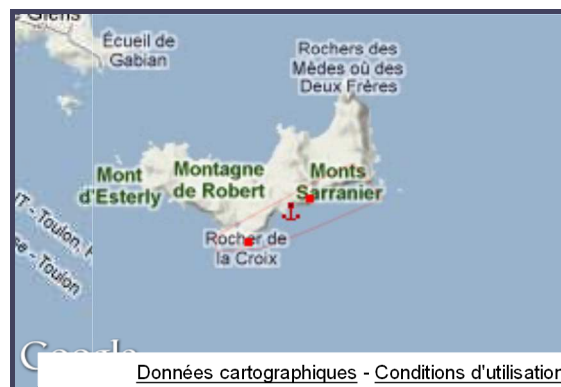 Giens
Écueil de
Gabian
Rochers des
Mèdes où des
Deux Frères
Mont
d'Esterly
Montagne
de Robert
Monts
Sarranier
- Toulon,
Rocher de
la Croix
- Toulon
Google
Données cartographiques - Conditions d'utilisation